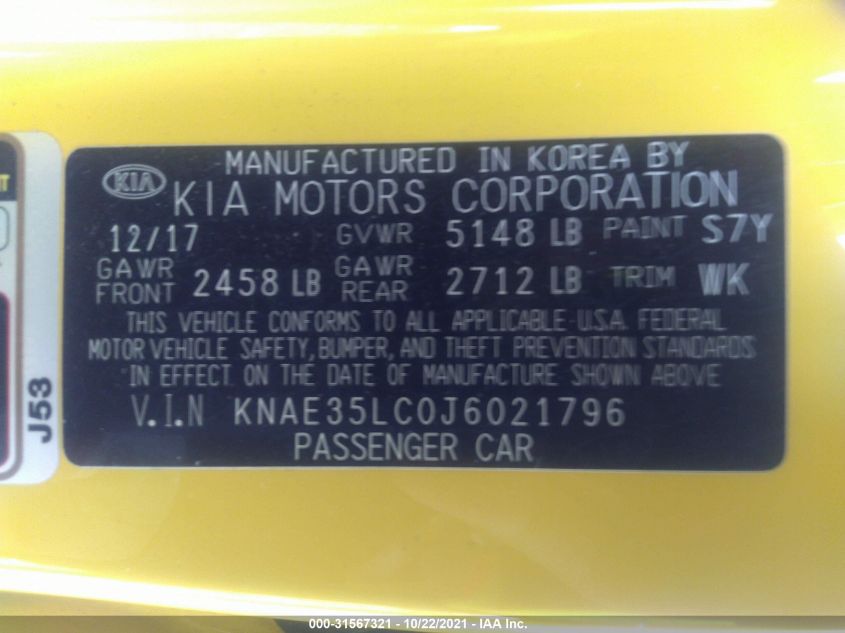 MANUFACTURED IN KOREA BY
KIA KIA MOTORS CORPORATION
12/17 GVWR 5148 LB PAINT S7Y
GAWR FRONT 2458 LB GAWR REAR 2712 LB TRIM WK
THIS VEHICLE CONFORMS TO ALL APPLICABLE U.S.A. FEDERAL
MOTOR VEHICLE SAFETY, BUMPER, AND THEFT PREVENTION STANDARDS
IN EFFECT ON THE DATE OF MANUFACTURE SHOWN ABOVE
V.I.N KNAE35LC0J6021796
PASSENGER CAR
J53
000-31567321 - 10/22/2021 - IAA Inc.